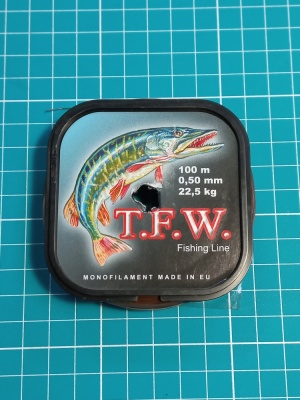 100 m
0,50 mm
22,5 kg
T.F.W.
Fishing Line
MONOFILAMENT MADE IN EU